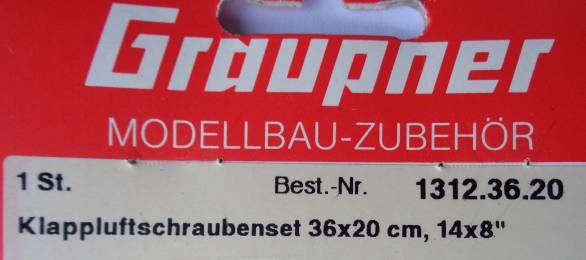 Graupner
MODELLBAU-ZUBEHÖR
1 St. Best.-Nr. 1312.36.20
Klappluftschraubenset 36x20 cm, 14x8"